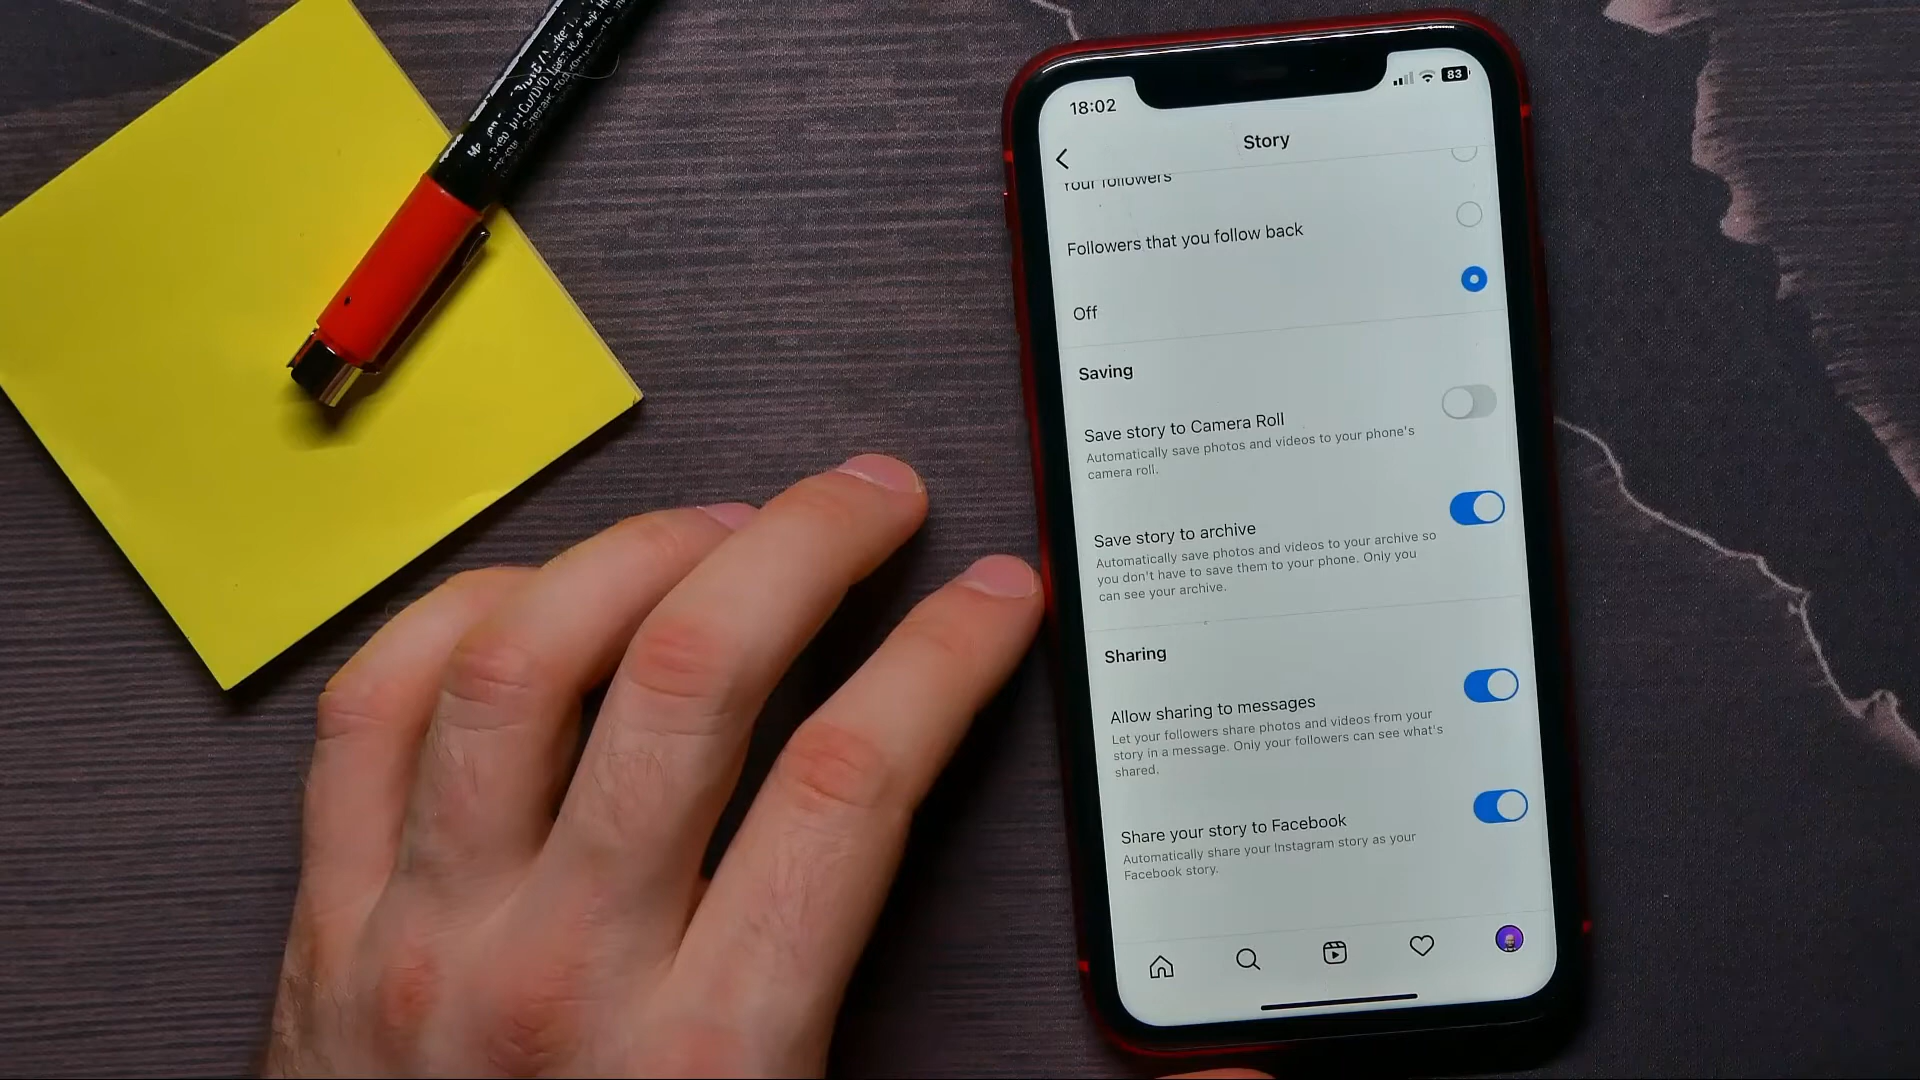 18:02
83
Story
Your followers
Followers that you follow back
Off
Saving
Save story to Camera Roll
Automatically save photos and videos to your phone's
camera roll.
Save story to archive
Automatically save photos and videos to your archive so
you don't have to save them to your phone. Only you
can see your archive.
Sharing
Allow sharing to messages
Let your followers share photos and videos from your
story in a message. Only your followers can see what's
shared.
Share your story to Facebook
Automatically share your Instagram story as your
Facebook story.